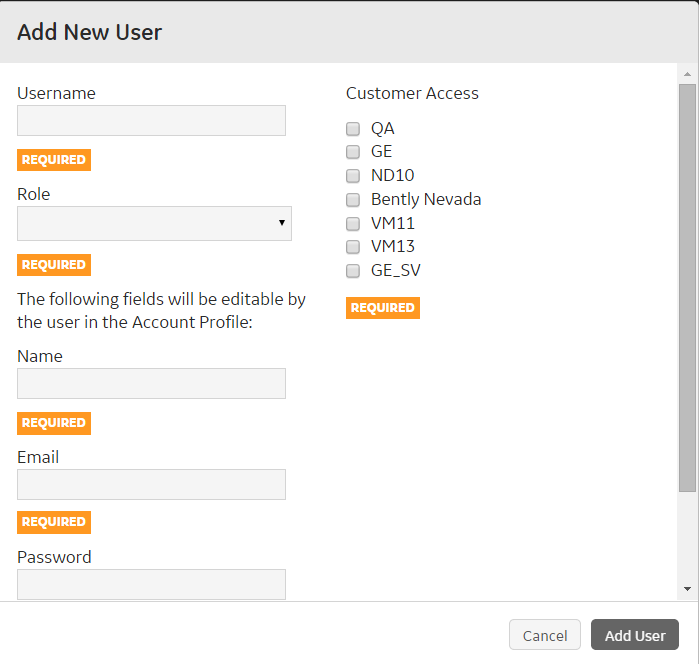 Add New User
Username
REQUIRED
Role
REQUIRED
The following fields will be editable by
the user in the Account Profile:
Name
REQUIRED
Email
REQUIRED
Password
Customer Access
QA
GE
ND10
Bently Nevada
VM11
VM13
GE_SV
REQUIRED
Cancel
Add User